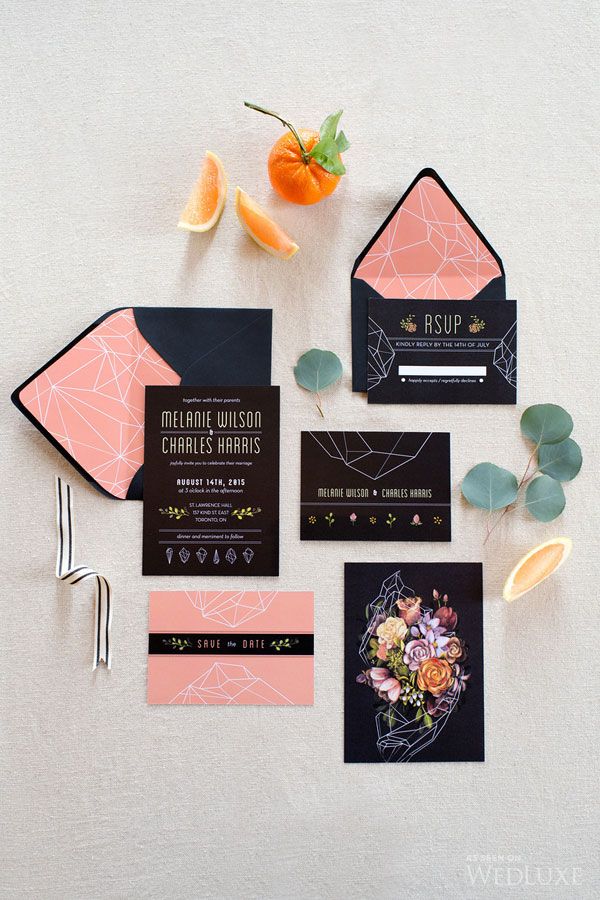 RSVP
KINDLY REPLY BY THE 14TH OF JULY
happily accepts / regretfully declines
together with their parents
MELANIE WILSON
&
CHARLES HARRIS
joyfully invite you to celebrate their marriage
AUGUST 14TH, 2015
at 5 o'clock in the afternoon
ST. LAWRENCE HALL
157 KING ST. EAST
TORONTO, ON
dinner and merriment to follow
MELANIE WILSON & CHARLES HARRIS
SAVE the DATE
AS SEEN ON
WEDLUXE